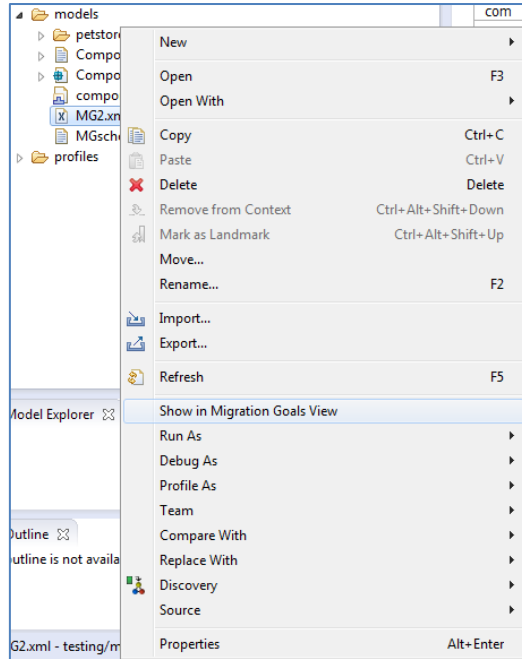 models
com
petstor
Compo
Compo
compo
MG2.xm
MGsche
profiles
New
Open F3
Open With
Copy Ctrl+C
Paste Ctrl+V
Delete Delete
Remove from Context Ctrl+Alt+Shift+Down
Mark as Landmark Ctrl+Alt+Shift+Up
Move...
Rename... F2
Import...
Export...
Refresh F5
Show in Migration Goals View
Run As
Debug As
Profile As
Team
Compare With
Replace With
Discovery
Source
Properties Alt+Enter
Model Explorer
Outline
outline is not availa
G2.xml - testing/m